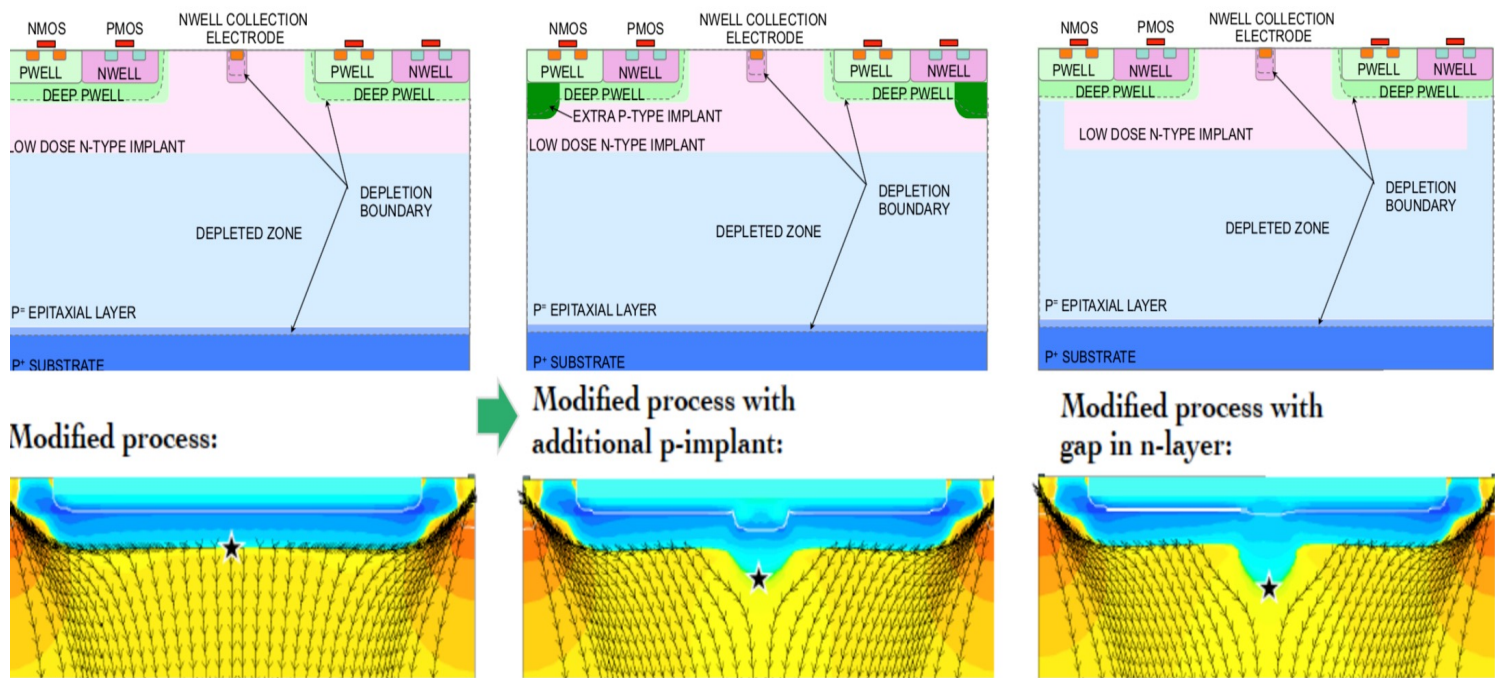 NMOS
PMOS
NWELL COLLECTION
ELECTRODE
PWELL
NWELL
PWELL
NWELL
DEEP PWELL
DEEP PWELL
LOW DOSE N-TYPE IMPLANT
DEPLETION
BOUNDARY
DEPLETED ZONE
P= EPITAXIAL LAYER
P+ SUBSTRATE
Modified process:
NMOS
PMOS
NWELL COLLECTION
ELECTRODE
PWELL
NWELL
PWELL
NWELL
DEEP PWELL
DEEP PWELL
EXTRA P-TYPE IMPLANT
LOW DOSE N-TYPE IMPLANT
DEPLETION
BOUNDARY
DEPLETED ZONE
P= EPITAXIAL LAYER
P+ SUBSTRATE
Modified process with
additional p-implant:
NMOS
PMOS
NWELL COLLECTION
ELECTRODE
PWELL
NWELL
PWELL
NWELL
DEEP PWELL
DEEP PWELL
LOW DOSE N-TYPE IMPLANT
DEPLETION
BOUNDARY
DEPLETED ZONE
P= EPITAXIAL LAYER
P+ SUBSTRATE
Modified process with
gap in n-layer: